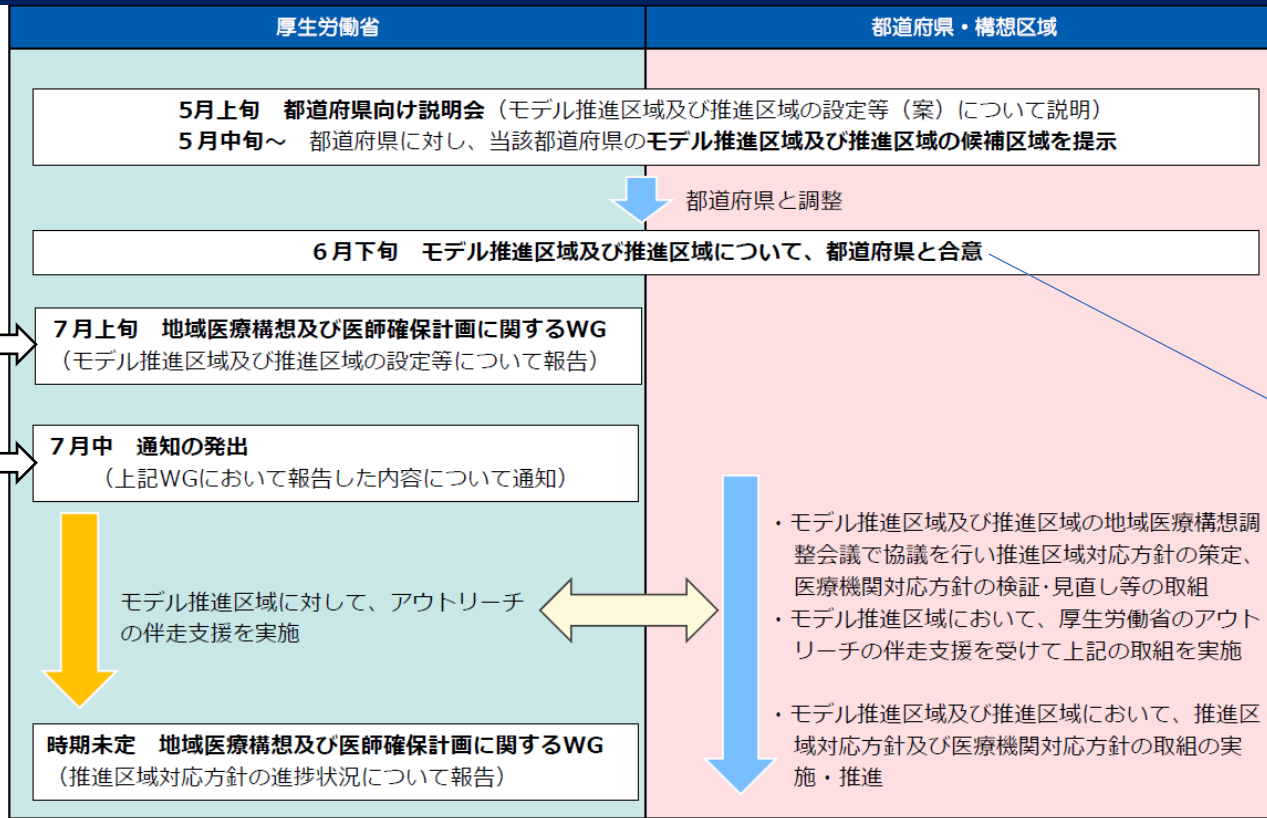 厚生労働省
都道府県・構想区域
5月上旬　都道府県向け説明会（モデル推進区域及び推進区域の設定等（案）について説明）
５月中旬～　都道府県に対し、当該都道府県のモデル推進区域及び推進区域の候補区域を提示
都道府県と調整
６月下旬　モデル推進区域及び推進区域について、都道府県と合意
７月上旬　地域医療構想及び医師確保計画に関するWG
（モデル推進区域及び推進区域の設定等について報告）
７月中　通知の発出
（上記WGにおいて報告した内容について通知）
モデル推進区域に対して、アウトリーチ
の伴走支援を実施
時期未定　地域医療構想及び医師確保計画に関するWG
（推進区域対応方針の進捗状況について報告）
・モデル推進区域及び推進区域の地域医療構想調
整会議で協議を行い推進区域対応方針の策定、
医療機関対応方針の検証･見直し等の取組
・モデル推進区域において、厚生労働省のアウト
リーチの伴走支援を受けて上記の取組を実施
・モデル推進区域及び推進区域において、推進区
域対応方針及び医療機関対応方針の取組の実
施・推進